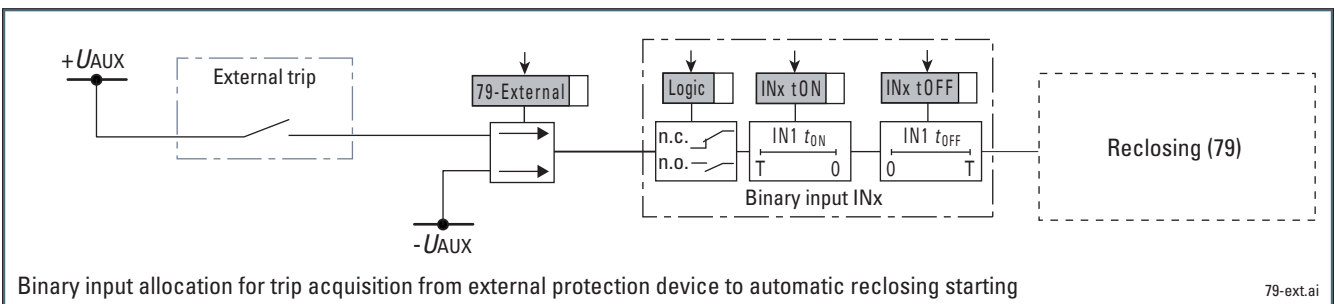 +UAUX
External trip
79-External
Logic
INx tON
INx tOFF
n.c.
n.o.
IN1 tON
T 0
IN1 tOFF
0 T
Binary input INx
Reclosing (79)
-UAUX
Binary input allocation for trip acquisition from external protection device to automatic reclosing starting
79-ext.ai